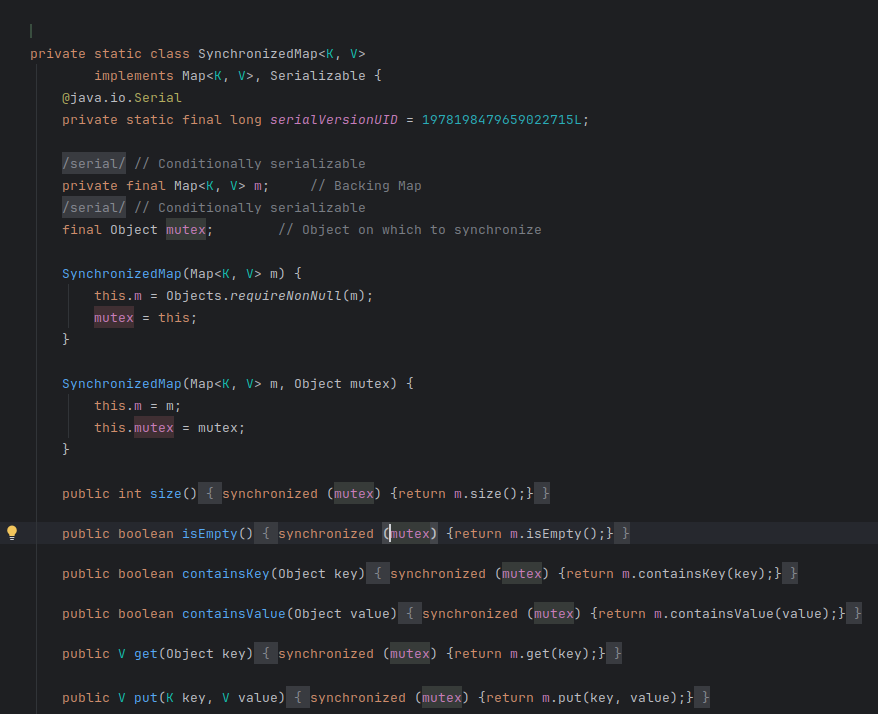 private static class SynchronizedMap<K, V>
implements Map<K, V>, Serializable {
@java.io.Serial
private static final long serialVersionUID = 1978198479659022715L;
/serial/ // Conditionally serializable
private final Map<K, V> m;     // Backing Map
/serial/ // Conditionally serializable
final Object mutex;        // Object on which to synchronize
SynchronizedMap(Map<K, V> m) {
this.m = Objects.requireNonNull(m);
mutex = this;
}
SynchronizedMap(Map<K, V> m, Object mutex) {
this.m = m;
this.mutex = mutex;
}
public int size() { synchronized (mutex) {return m.size();} }
public boolean isEmpty() { synchronized (mutex) {return m.isEmpty();} }
public boolean containsKey(Object key) { synchronized (mutex) {return m.containsKey(key);} }
public boolean containsValue(Object value) { synchronized (mutex) {return m.containsValue(value);} }
public V get(Object key) { synchronized (mutex) {return m.get(key);} }
public V put(K key, V value) { synchronized (mutex) {return m.put(key, value);} }